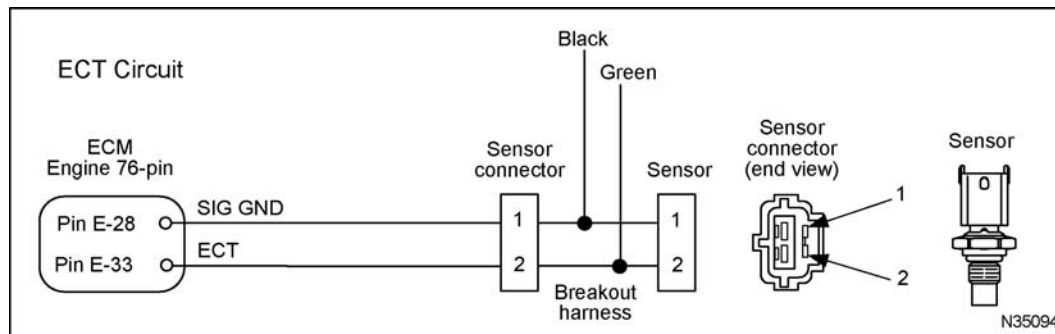 ECT Circuit
ECM
Engine 76-pin
Pin E-28
Pin E-33
SIG GND
ECT
Sensor
connector
1
2
Black
Green
Breakout
harness
Sensor
1
2
Sensor
connector
(end view)
1
2
Sensor
N35094